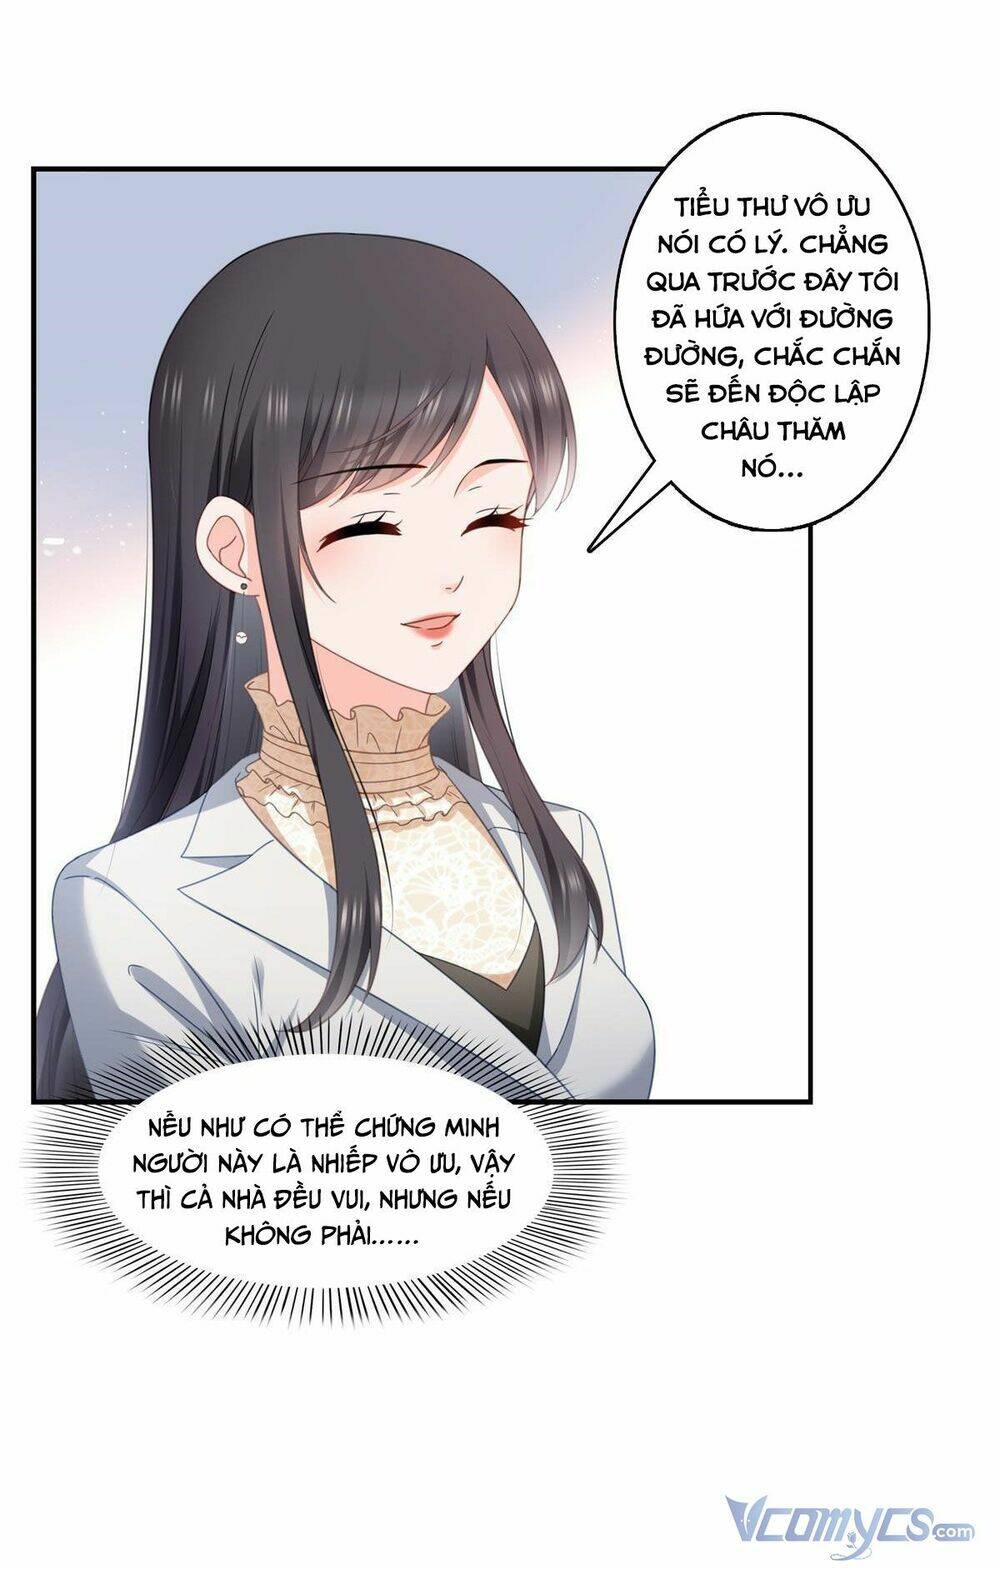 TIỂU THƯ VÔ ƯU
NÓI CÓ LÝ. CHẲNG
QUA TRƯỚC ĐÂY TÔI
ĐÃ HỨA VỚI ĐƯỜNG
ĐƯỜNG, CHẮC CHẮN
SẼ ĐẾN ĐỘC LẬP
CHÂU THĂM
NÓ...
NẾU NHƯ CÓ THỂ CHỨNG MINH
NGƯỜI NÀY LÀ NHIẾP VÔ ƯU, VẬY
THÌ CẢ NHÀ ĐỀU VUI, NHƯNG NẾU
KHÔNG PHẢI......
VCOMYCS.com